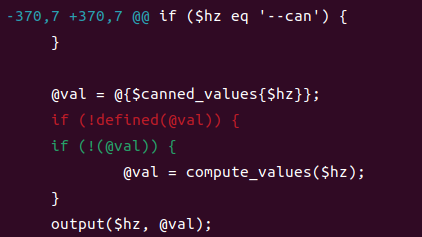 -370,7 +370,7 @@ if ($hz eq '--can') {
}
@val = @{$canned_values{$hz}};
if (!defined(@val)) {
if (!(@val)) {
@val = compute_values($hz);
}
output($hz, @val);